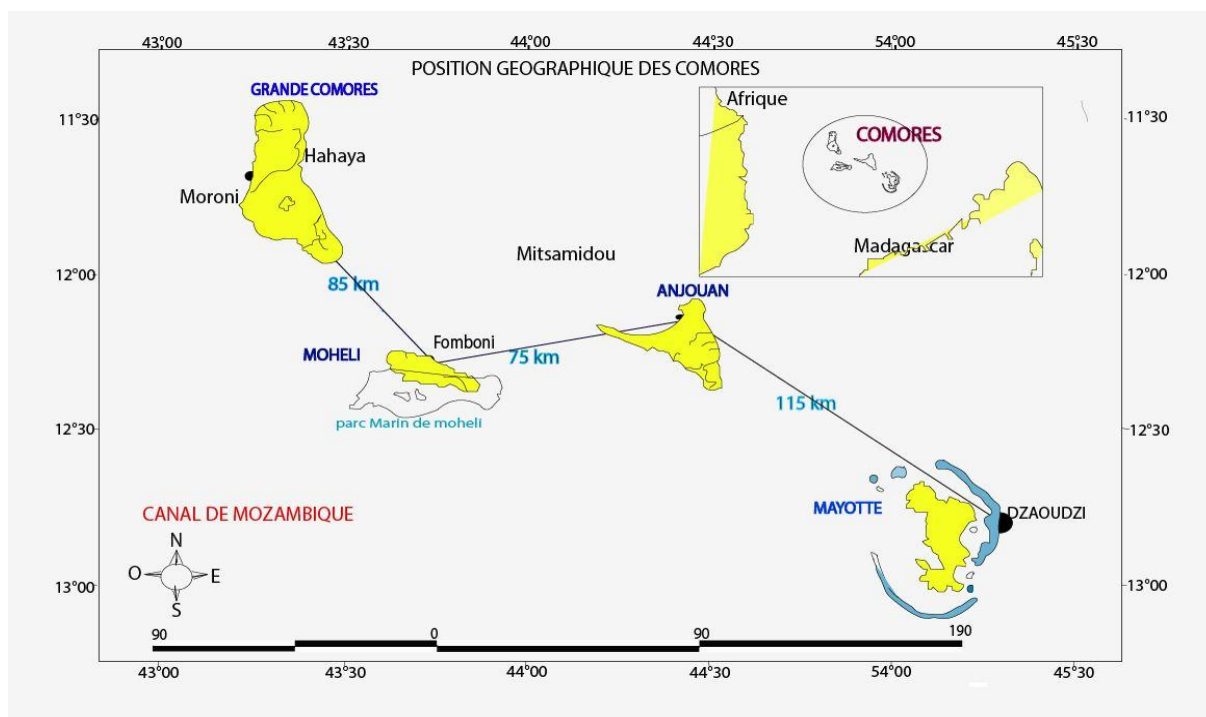 43°00 43°30 44°00 44°30 54°00 45°30
POSITION GEOGRAPHIQUE DES COMORES
GRANDE COMORES
Afrique
11°30
11°30
COMORES
Hahaya
Moroni
Mitsamidou
Madaga-car
12°00
12°00
85 km
ANJOUAN
Fomboni
MOHELI
75 km
115 km
parc Marin de moheli
12°30
12°30
MAYOTTE
CANAL DE MOZAMBIQUE
DZAOUDZI
N
O E
S
13°00
13°00
90 0 90 190
43°00 43°30 44°00 44°30 54°00 45°30